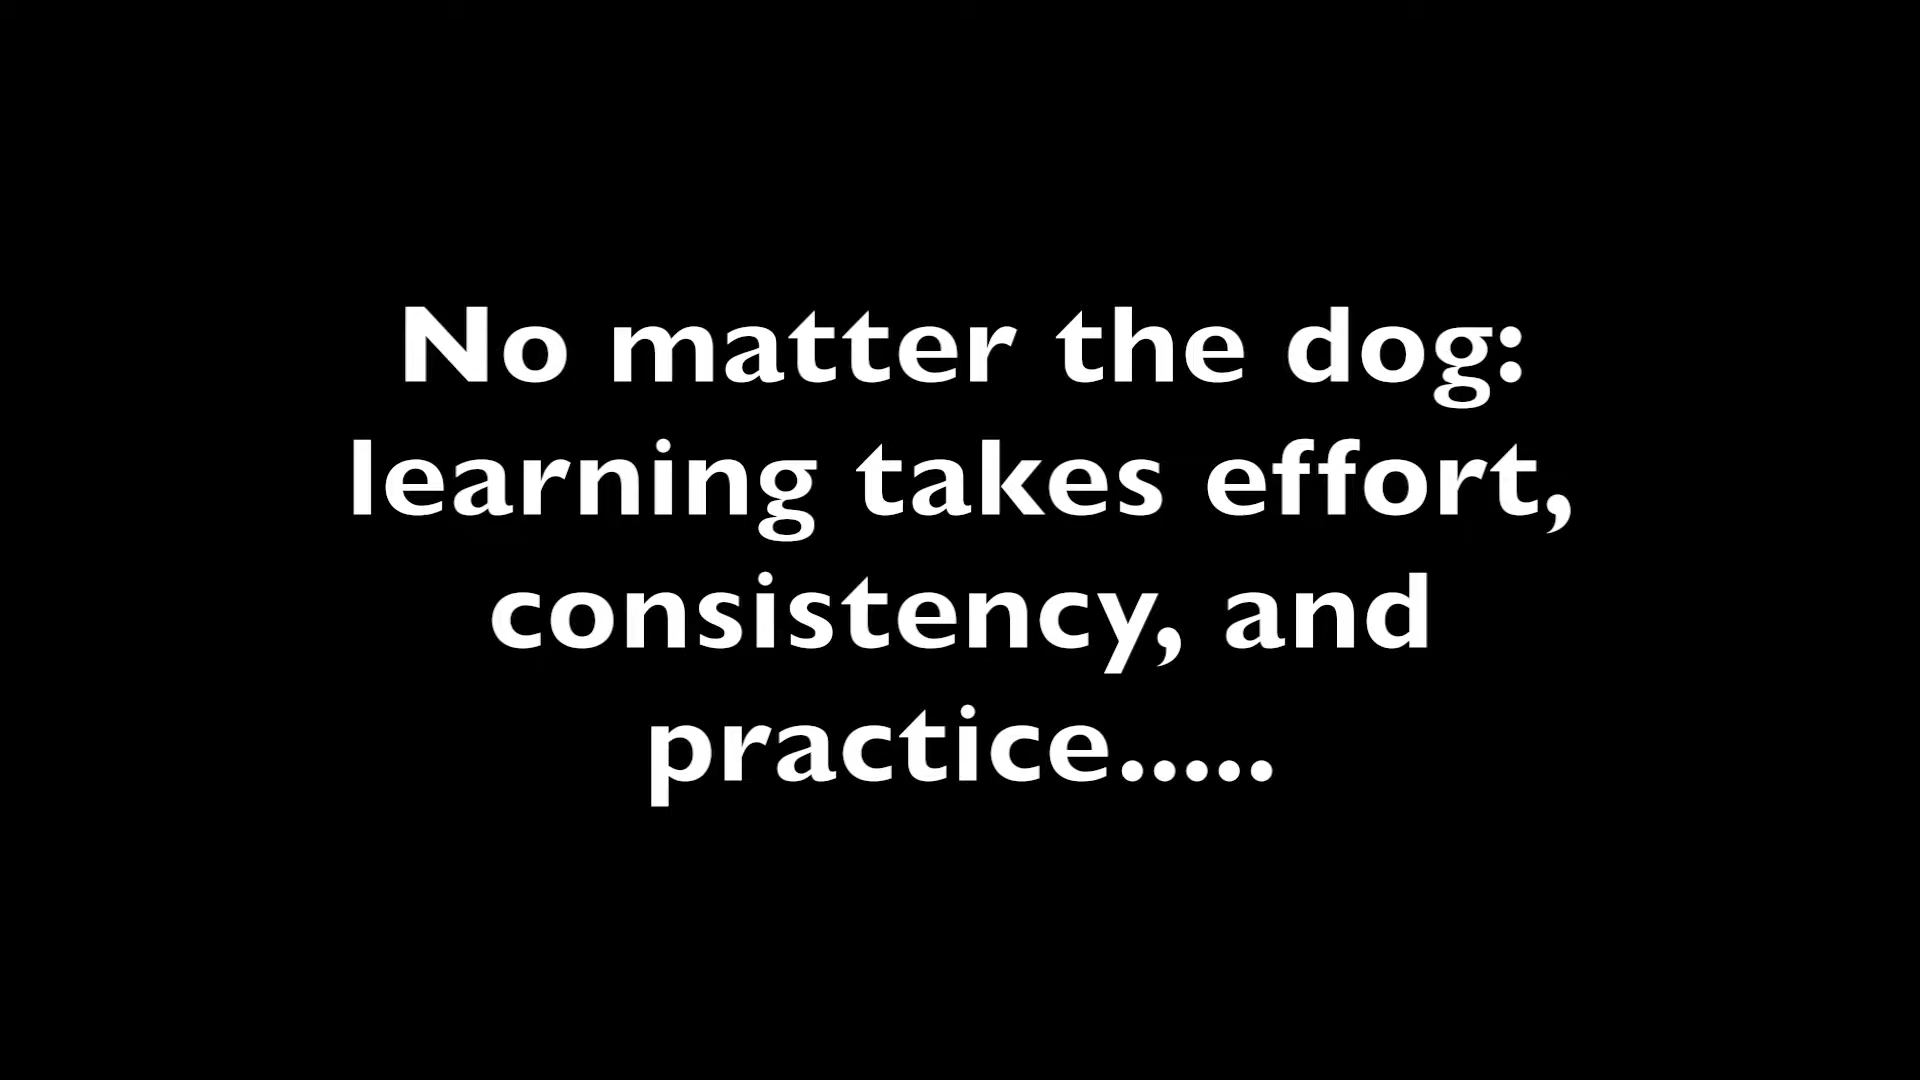 No matter the dog:
learning takes effort,
consistency, and
practice.....